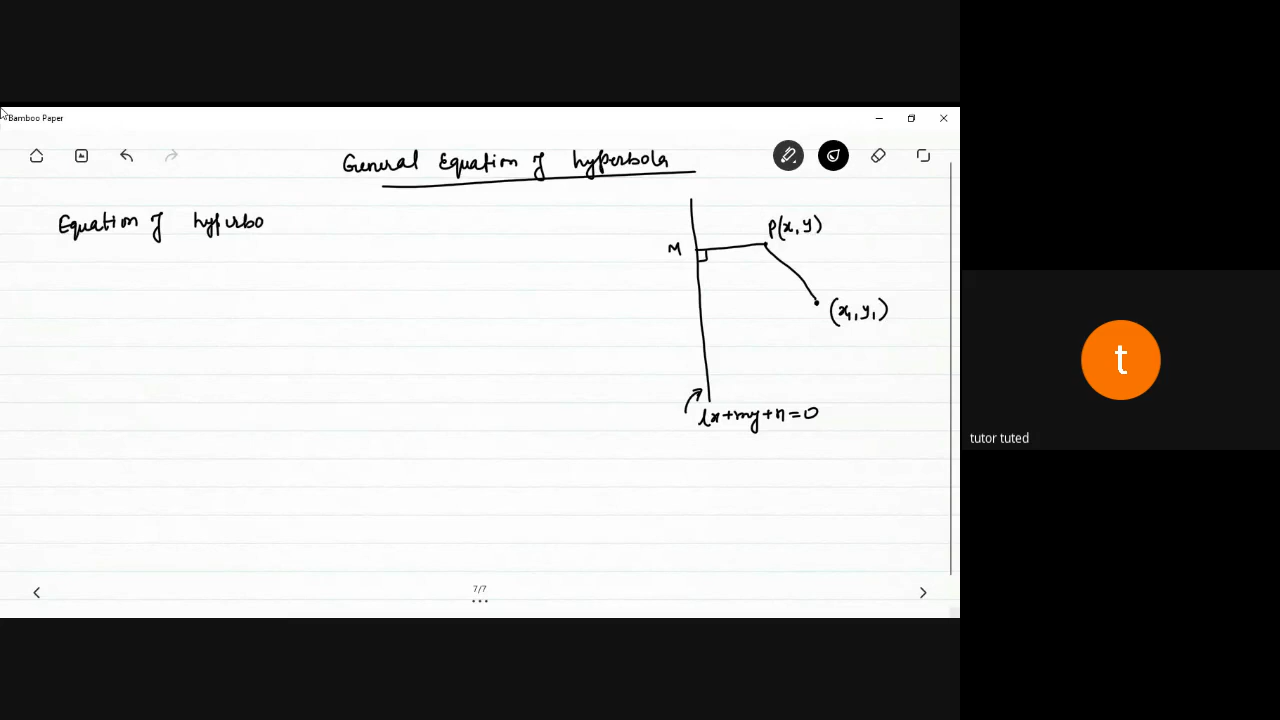 Bamboo Paper
General Equation of hyperbola
Equation of hyperbo
P(x, y)
M
(x₁, y₁)
lx+my+n=0
t
tutor tuted
7/7